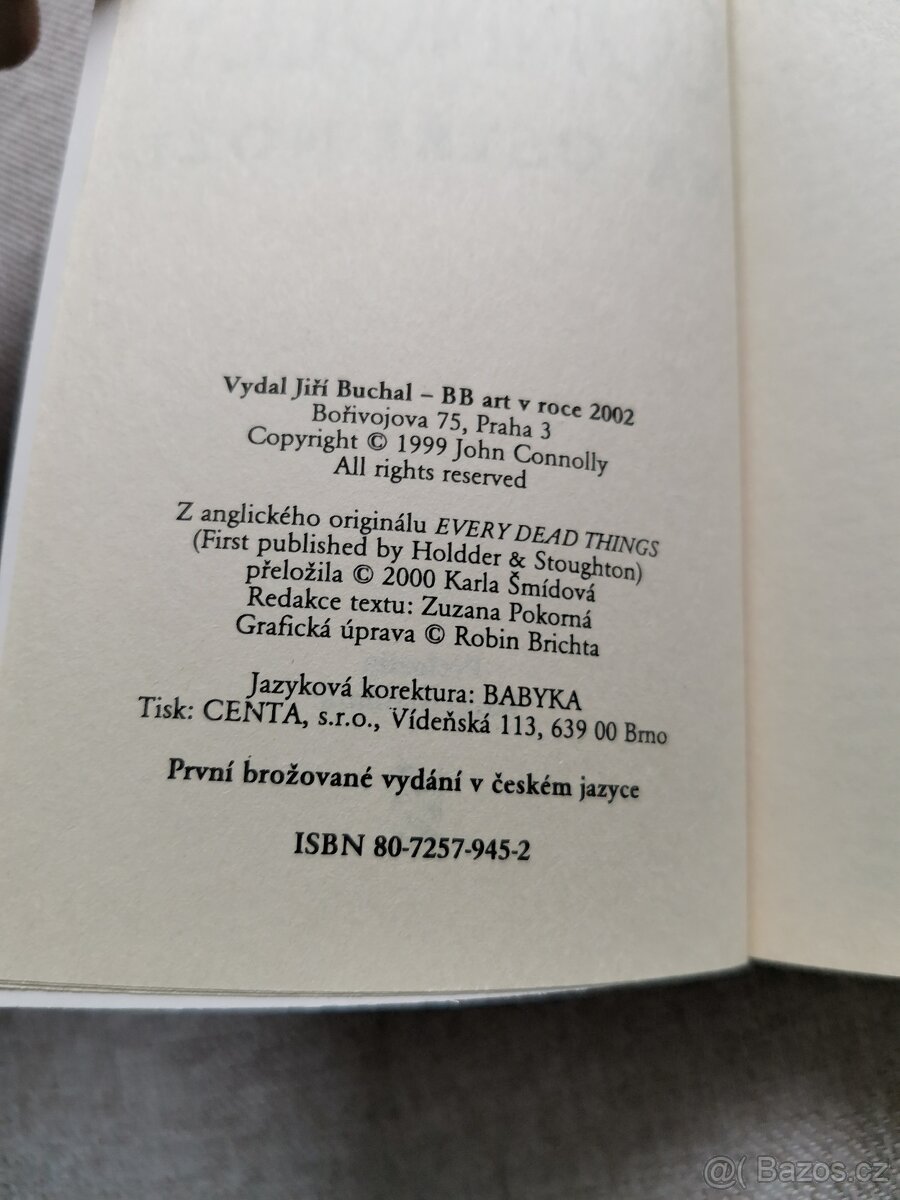 Vydal Jiří Buchal – BB art v roce 2002
Bořivojova 75, Praha 3
Copyright © 1999 John Connolly
All rights reserved
Z anglického originálu EVERY DEAD THINGS
(First published by Holdder & Stoughton)
přeložila © 2000 Karla Šmídová
Redakce textu: Zuzana Pokorná
Grafická úprava © Robin Brichta
Jazyková korektura: BABYKA
Tisk: CENTA, s.r.o., Vídeňská 113, 639 00 Brno
První brožované vydání v českém jazyce
ISBN 80-7257-945-2
@( Bazos.cz